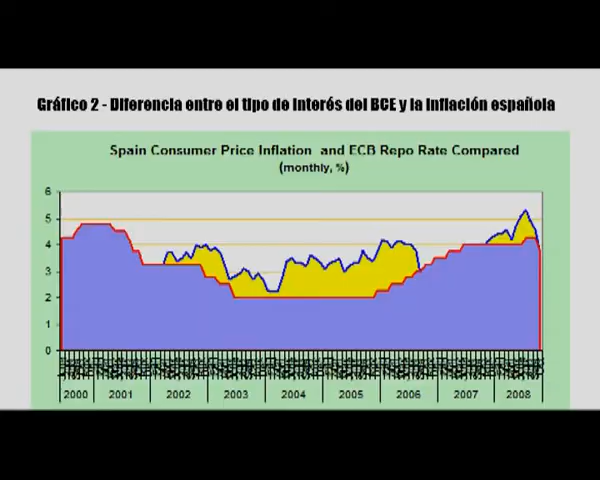 Gráfico 2 - Diferencia entre el tipo de interés del BCE y la inflación española
Spain Consumer Price Inflation and ECB Repo Rate Compared
(monthly, %)
6
5
4
3
2
1
0
2000 2001 2002 2003 2004 2005 2006 2007 2008